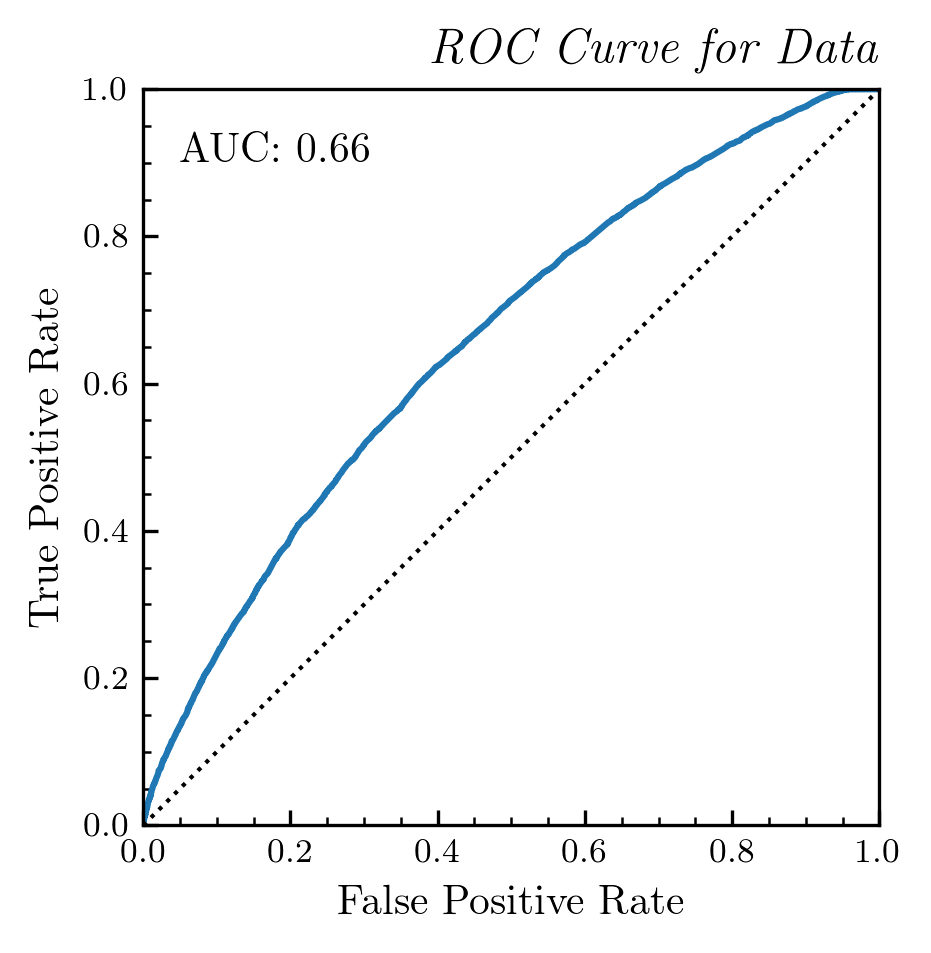 ROC Curve for Data
AUC: 0.66
1.0
0.8
0.6
0.4
0.2
0.0
True Positive Rate
0.0 0.2 0.4 0.6 0.8 1.0
False Positive Rate